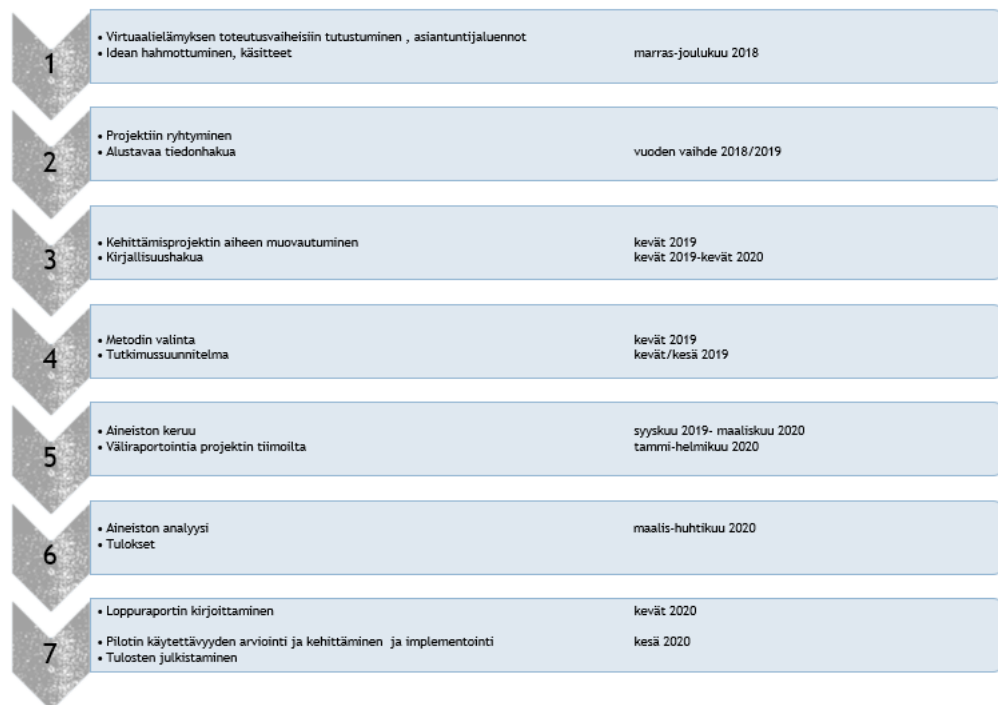 1
• Virtuaalielämyksen toteutusvaiheisiin tutustuminen , asiantuntijaluennot
• Idean hahmottuminen, käsitteet marras-joulukuu 2018
2
• Projektiin ryhtyminen
• Alustavaa tiedonhakua vuoden vaihde 2018/2019
3
• Kehittämisprojektin aiheen muovautuminen kevät 2019
• Kirjallisuushakua kevät 2019-kevät 2020
4
• Metodin valinta kevät 2019
• Tutkimussuunnitelma kevät/kesä 2019
5
• Aineiston keruu syyskuu 2019- maaliskuu 2020
• Väliraportointia projektin tiimoilta tammi-helmikuu 2020
6
• Aineiston analyysi maalis-huhtikuu 2020
• Tulokset
7
• Loppuraportin kirjoittaminen kevät 2020
• Pilotin käytettävyyden arviointi ja kehittäminen ja implementointi kesä 2020
• Tulosten julkistaminen